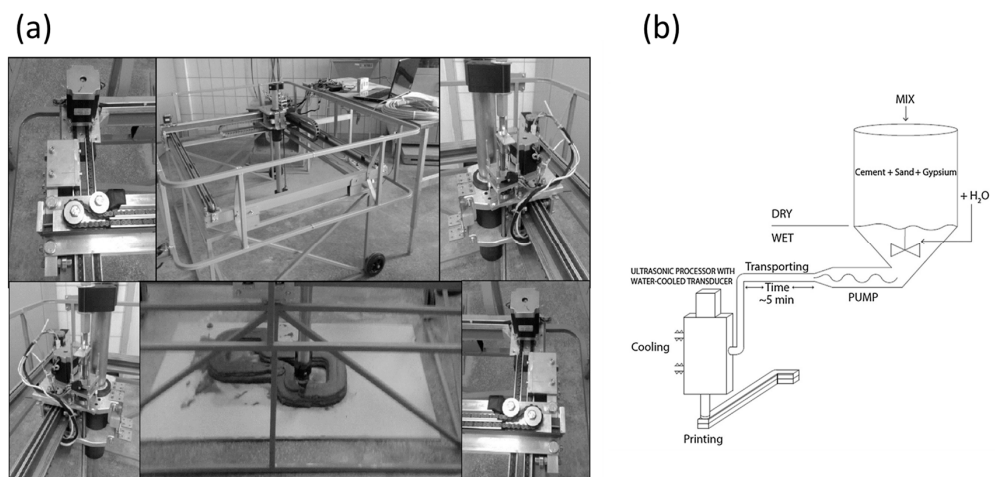 (a)
(b)
MIX
Cement + Sand + Gypsium
+ H₂O
DRY
WET
Transporting
ULTRASONIC PROCESSOR WITH
WATER-COOLED TRANSDUCER
Time
~5 min
PUMP
Cooling
Printing